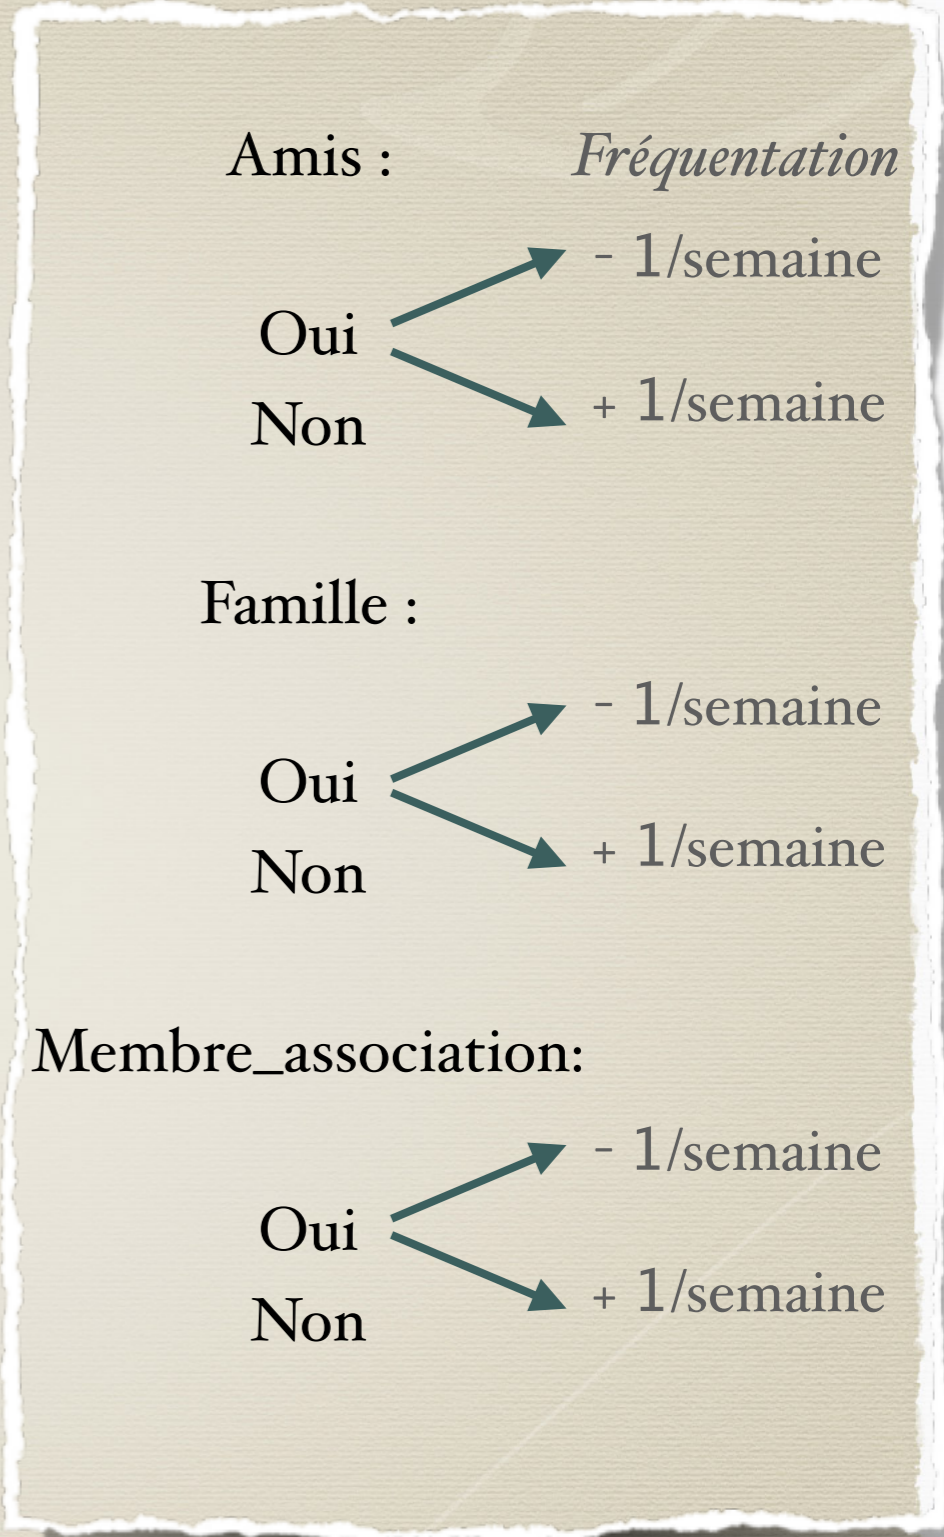 Amis : Fréquentation
- 1/semaine
Oui
+ 1/semaine
Non
Famille :
- 1/semaine
Oui
+ 1/semaine
Non
Membre_association:
- 1/semaine
Oui
+ 1/semaine
Non